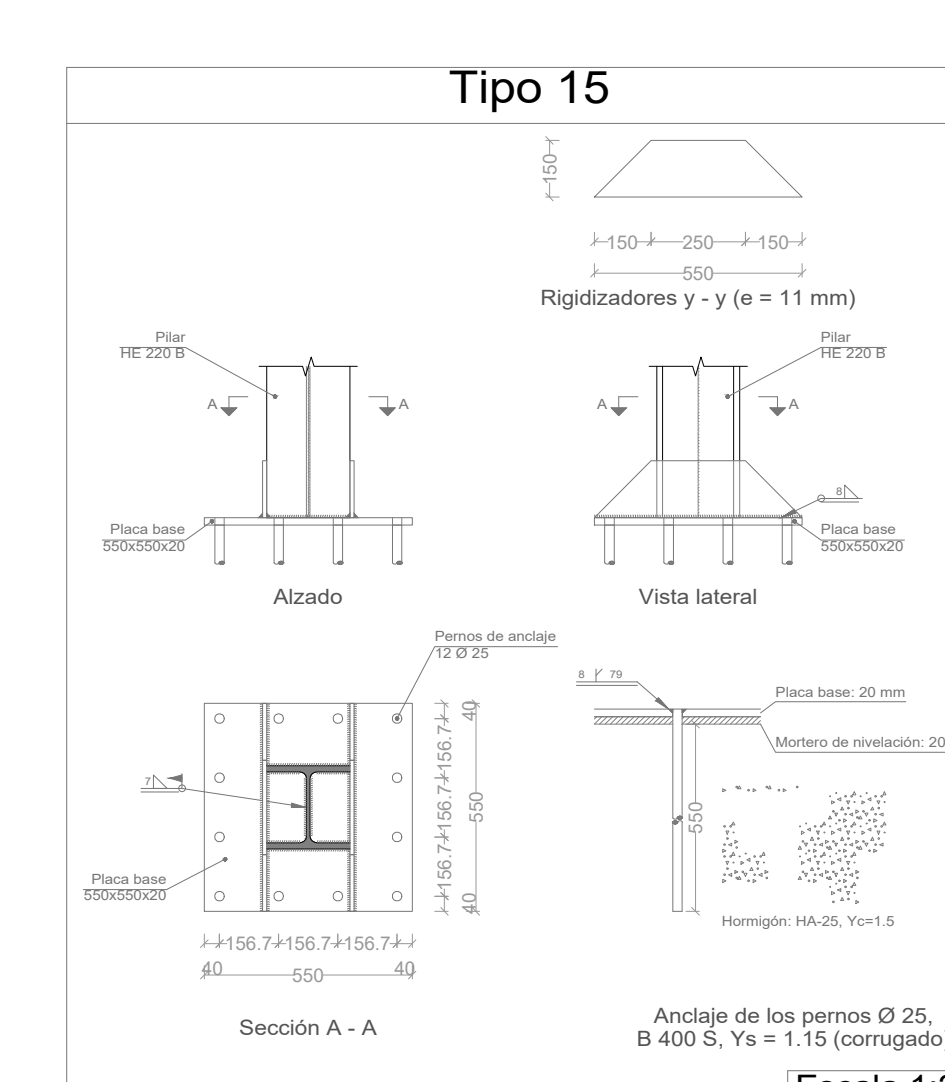 Tipo 15
150
150 250 150
550
Rigidizadores y - y (e = 11 mm)
Pilar
HE 220 B
A A
Placa base
550x550x20
Alzado
Pilar
HE 220 B
A A
8
Placa base
550x550x20
Vista lateral
Pernos de anclaje
12 Ø 25
7
Placa base
550x550x20
40
156.7
156.7
156.7
40
550
156.7 156.7 156.7
40 550 40
Sección A - A
8 79
Placa base: 20 mm
Mortero de nivelación: 20
550
Hormigón: HA-25, Yc=1.5
Anclaje de los pernos Ø 25,
B 400 S, Ys = 1.15 (corrugado)
Escala 1: